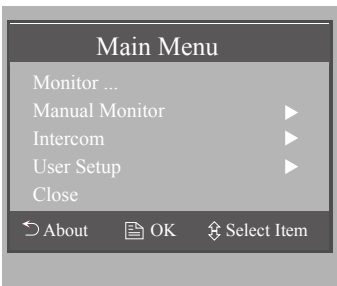 Main Menu
Monitor ...
Manual Monitor
Intercom
User Setup
Close
About OK Select Item